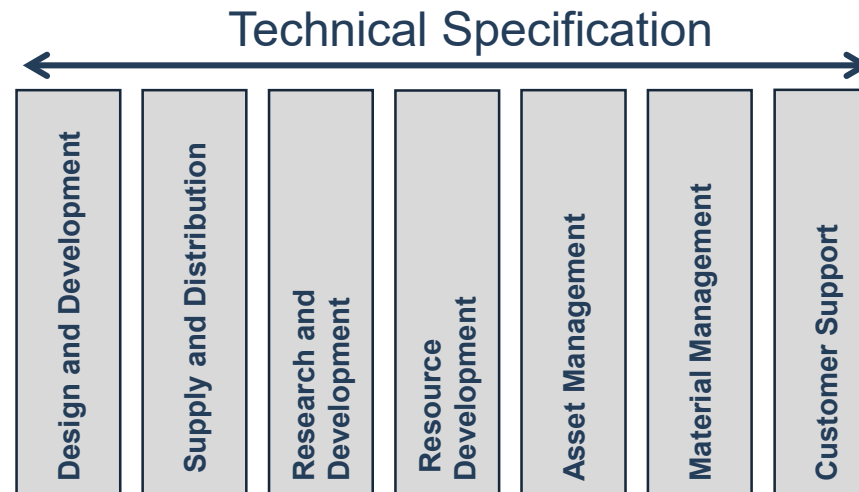 Technical Specification
Design and Development
Supply and Distribution
Research and
Development
Resource
Development
Asset Management
Material Management
Customer Support